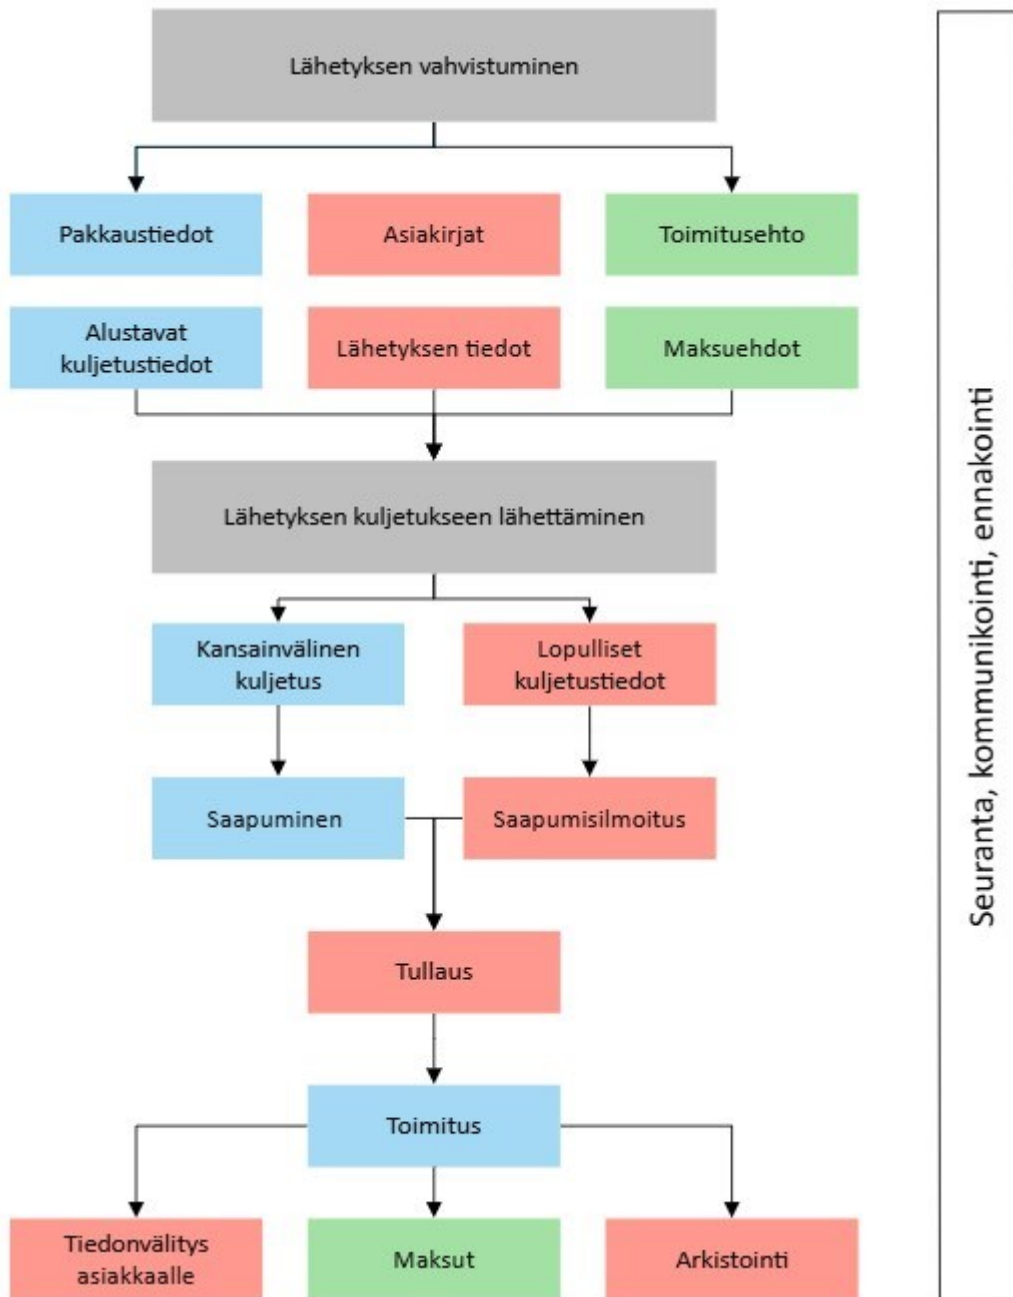 Lähetyksen vahvistuminen
Pakkaustiedot
Asiakirjat
Toimitusehto
Alustavat
kuljetustiedot
Lähetyksen tiedot
Maksuehdot
Lähetyksen kuljetukseen lähettäminen
Kansainvälinen
kuljetus
Lopulliset
kuljetustiedot
Saapuminen
Saapumisilmoitus
Tullaus
Toimitus
Tiedonvälitys
asiakkaalle
Maksut
Arkistointi
Seuranta, kommunikointi, ennakointi